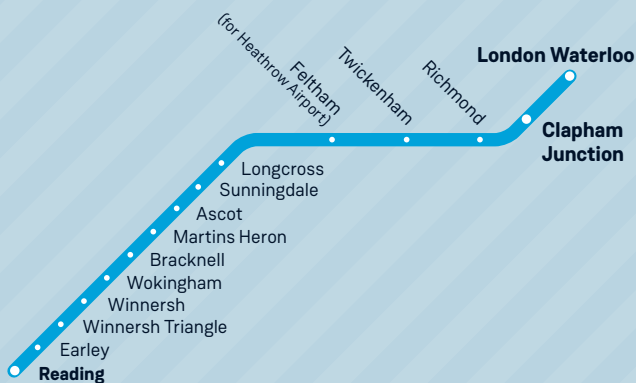 London Waterloo
Clapham
Junction
Richmond
Twickenham
Feltham
(for Heathrow Airport)
Longcross
Sunningdale
Ascot
Martins Heron
Bracknell
Wokingham
Winnersh
Winnersh Triangle
Earley
Reading